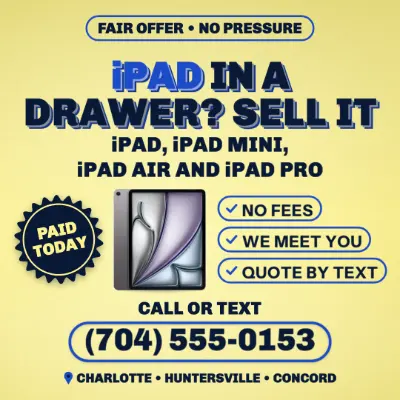 FAIR OFFER • NO PRESSURE
iPAD IN A
DRAWER? SELL IT
iPAD, iPAD MINI,
iPAD AIR AND iPAD PRO
PAID
TODAY
NO FEES
WE MEET YOU
QUOTE BY TEXT
CALL OR TEXT
(704) 555-0153
CHARLOTTE • HUNTERSVILLE • CONCORD